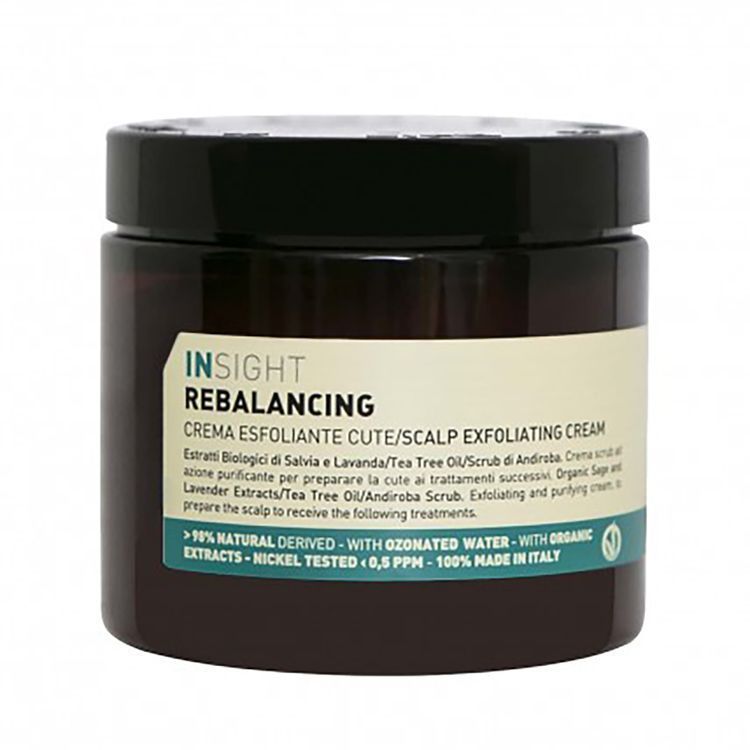 INSIGHT
REBALANCING
CREMA ESFOLIANTE CUTE/SCALP EXFOLIATING CREAM
Estratti Biologici di Salvia e Lavanda/Tea Tree Oil/Scrub di Andiroba. Crema scrub ad
azione purificante per preparare la cute ai trattamenti successivi. Organic Sage and
Lavender Extracts/Tea Tree Oil/Andiroba Scrub. Exfoliating and purifying cream, to
prepare the scalp to receive the following treatments.
> 98% NATURAL DERIVED - WITH OZONATED WATER - WITH ORGANIC
EXTRACTS - NICKEL TESTED < 0,5 PPM - 100% MADE IN ITALY